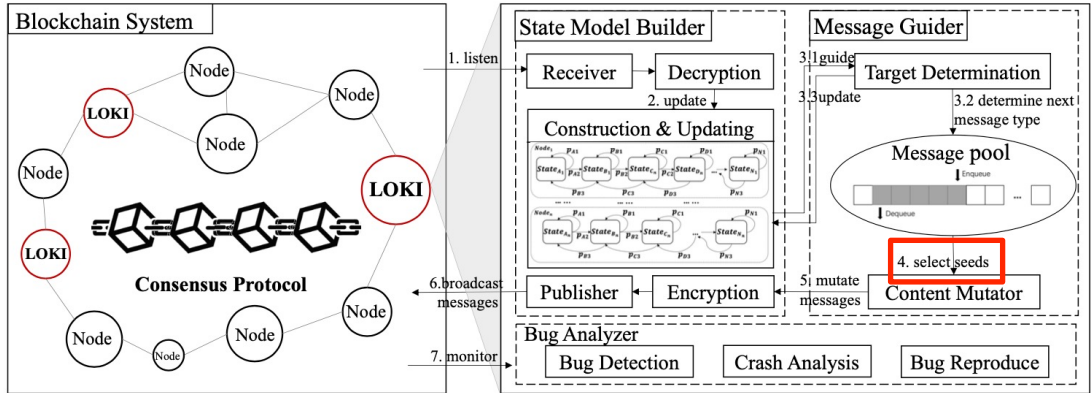 Blockchain System
Node
Node
LOKI
Node
Node
LOKI
LOKI
Consensus Protocol
Node
Node
Node
Node
1. listen
6.broadcast
messages
7. monitor
State Model Builder
Receiver
Decryption
2. update
Construction & Updating
Publisher
Encryption
3.1guide
3.3update
5. mutate
messages
Message Guider
Target Determination
3.2 determine next
message type
Message pool
Enqueue
...
Dequeue
4. select seeds
Content Mutator
Bug Analyzer
Bug Detection
Crash Analysis
Bug Reproduce